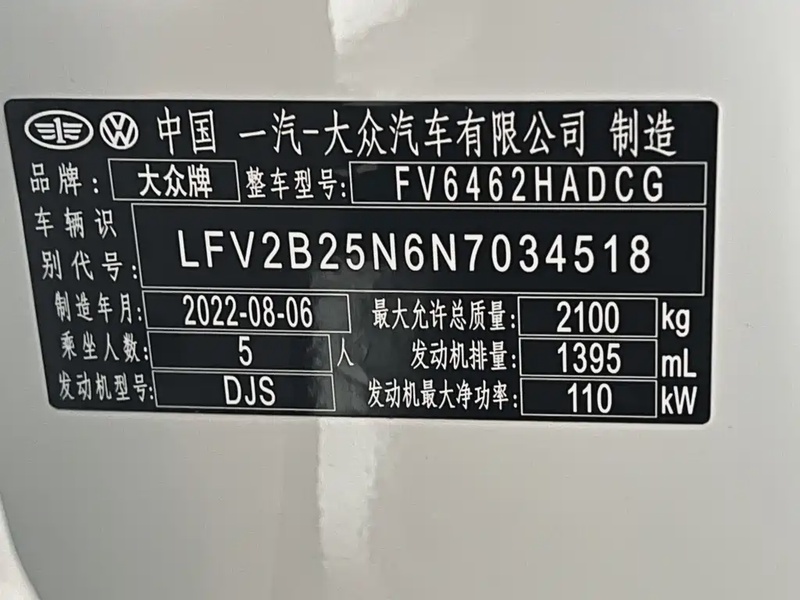 中国 一汽-大众汽车有限公司 制造
品牌: 大众牌 整车型号: FV6462HADCG
车辆识别代号: LFV2B25N6N7034518
制造年月: 2022-08-06 最大允许总质量: 2100 kg
乘坐人数: 5 人 发动机排量: 1395 mL
发动机型号: DJS 发动机最大净功率: 110 kW